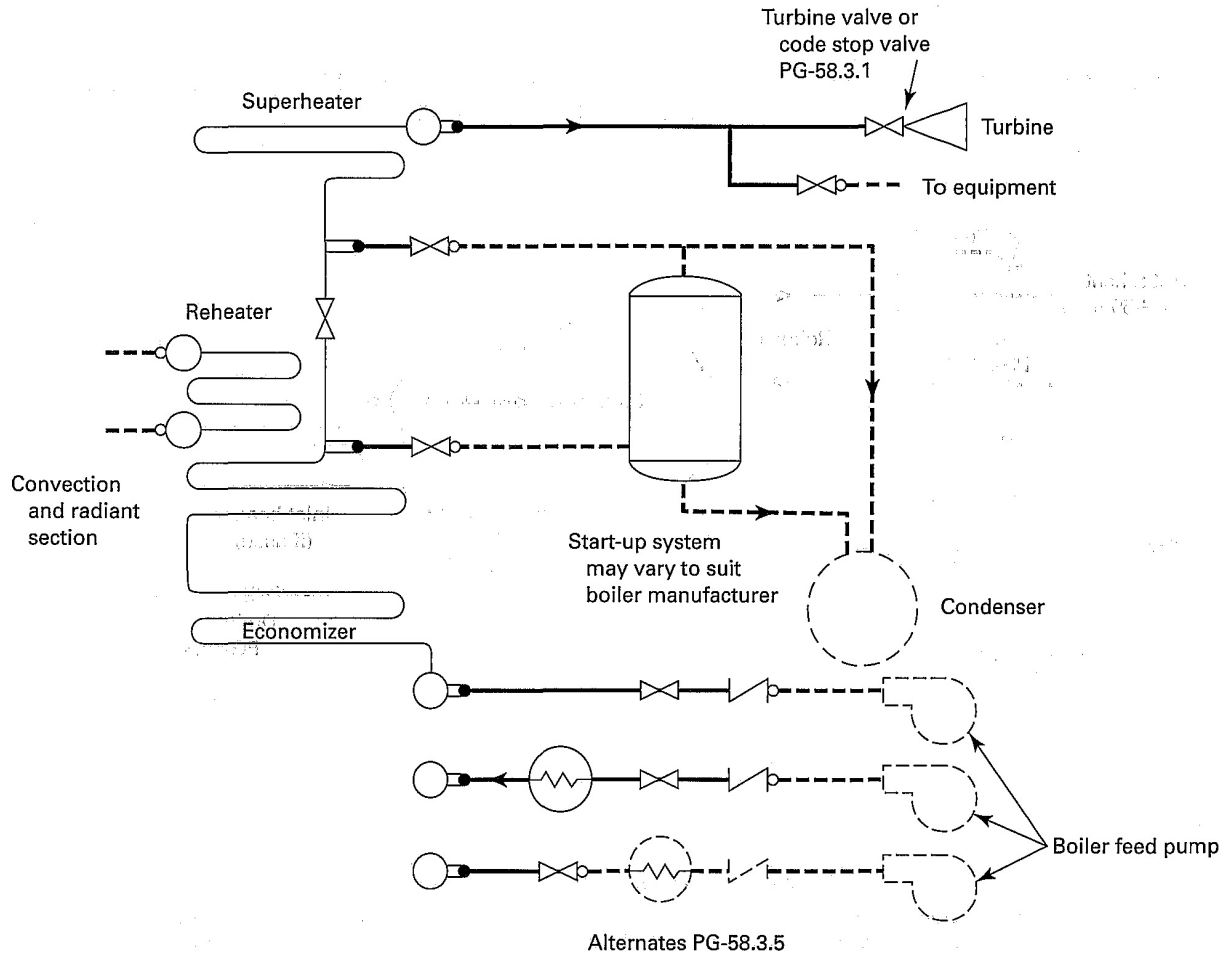 Turbine valve or
code stop valve
PG-58.3.1
Superheater
Turbine
To equipment
Reheater
Convection
and radiant
section
Start-up system
may vary to suit
boiler manufacturer
Condenser
Economizer
Boiler feed pump
Alternates PG-58.3.5